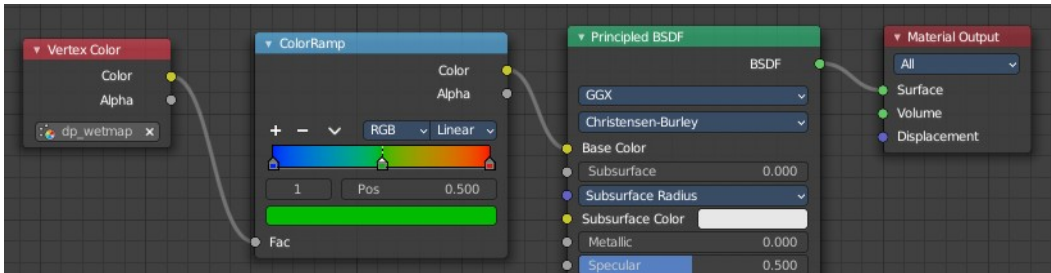 Vertex Color
Color
Alpha
dp_wetmap
ColorRamp
Color
Alpha
RGB
Linear
1
Pos 0.500
Fac
Principled BSDF
BSDF
GGX
Christensen-Burley
Base Color
Subsurface 0.000
Subsurface Radius
Subsurface Color
Metallic 0.000
Specular 0.500
Material Output
All
Surface
Volume
Displacement